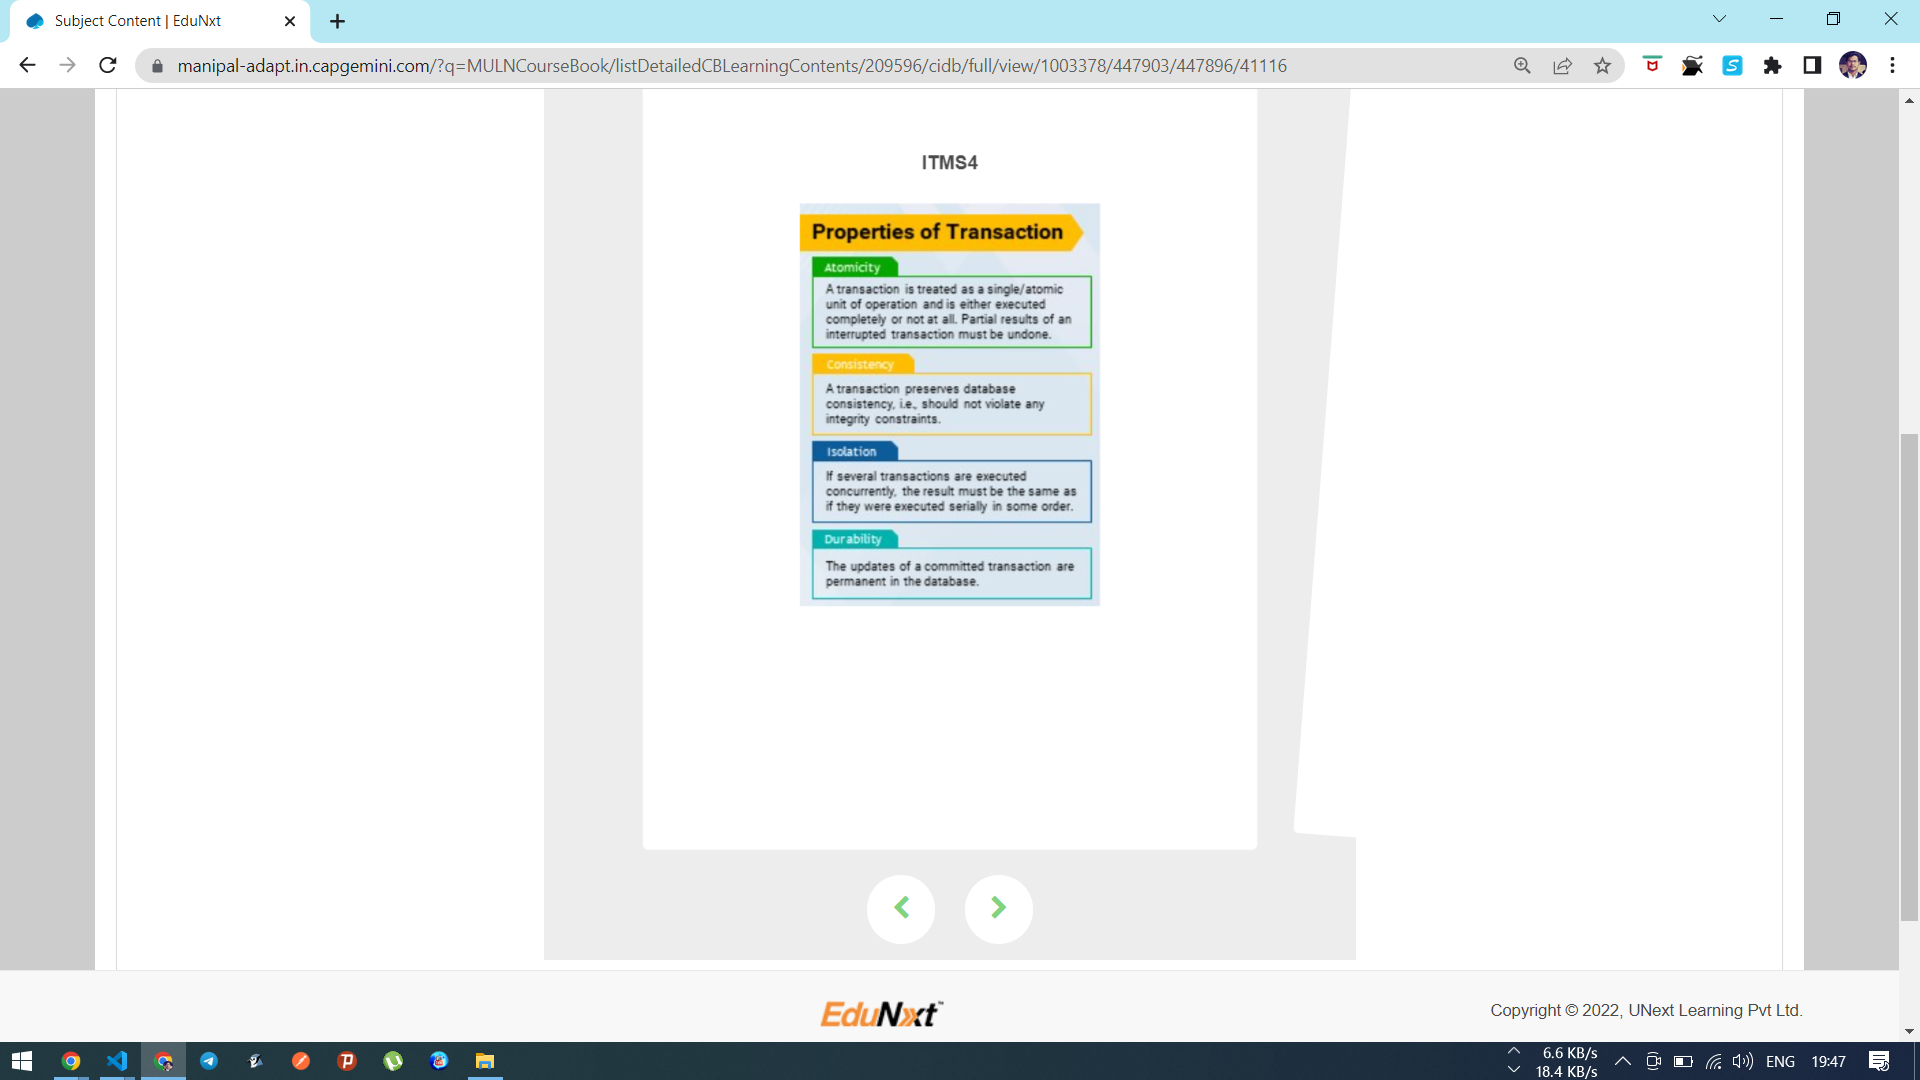 Subject Content | EduNxt
manipal-adapt.in.capgemini.com/?q=MULNCourseBook/listDetailedCBLearningContents/209596/cidb/full/view/1003378/447903/447896/41116
ITMS4
Properties of Transaction
Atomicity
A transaction is treated as a single/atomic
unit of operation and is either executed
completely or not at all. Partial results of an
interrupted transaction must be undone.
Consistency
A transaction preserves database
consistency, i.e., should not violate any
integrity constraints.
Isolation
If several transactions are executed
concurrently, the result must be the same as
if they were executed serially in some order.
Durability
The updates of a committed transaction are
permanent in the database.
EduNxt™
Copyright © 2022, UNext Learning Pvt Ltd.
6.6 KB/s
18.4 KB/s
ENG
19:47